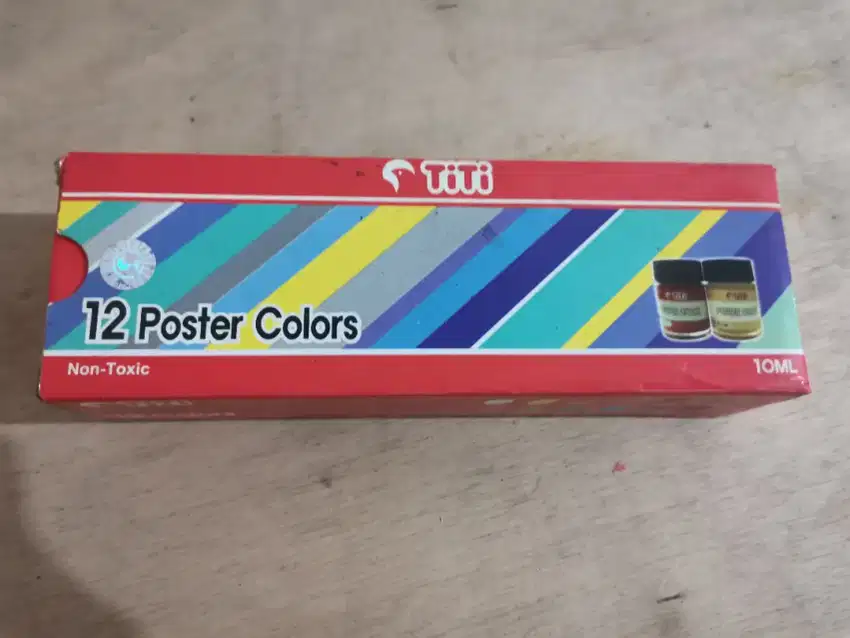 TiTi
12 Poster Colors
Non-Toxic
10ML